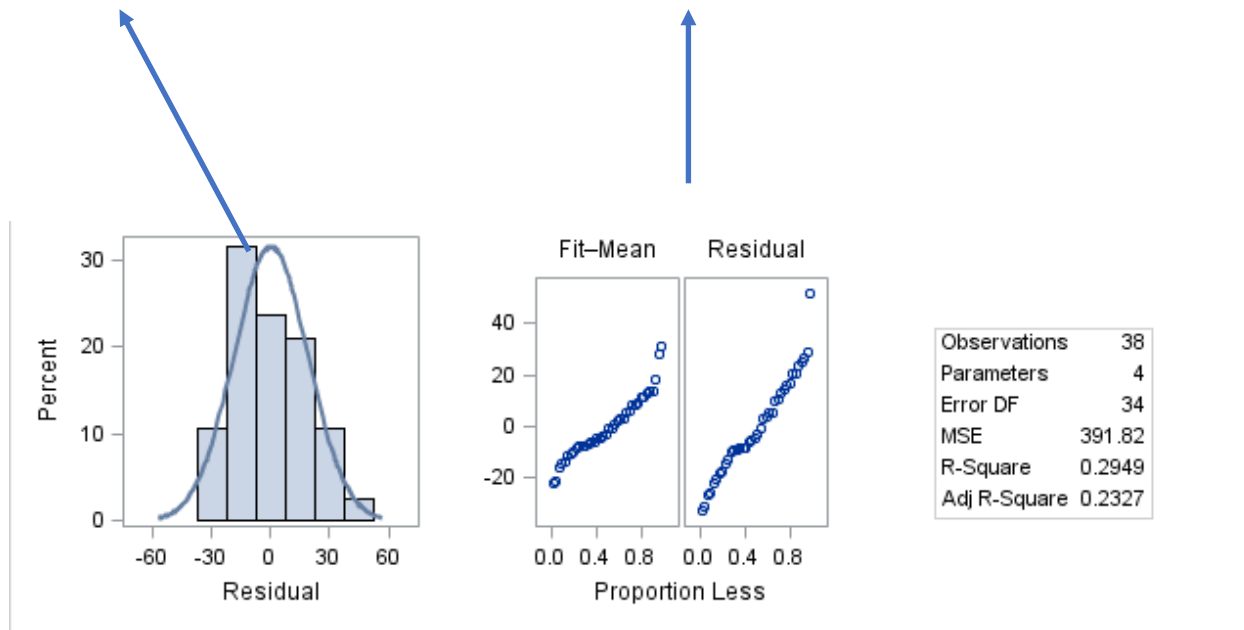 30
20
10
0
Percent
-60 -30 0 30 60
Residual
Fit–Mean Residual
40
20
0
-20
0.0 0.4 0.8 0.0 0.4 0.8
Proportion Less
Observations 38
Parameters 4
Error DF 34
MSE 391.82
R-Square 0.2949
Adj R-Square 0.2327